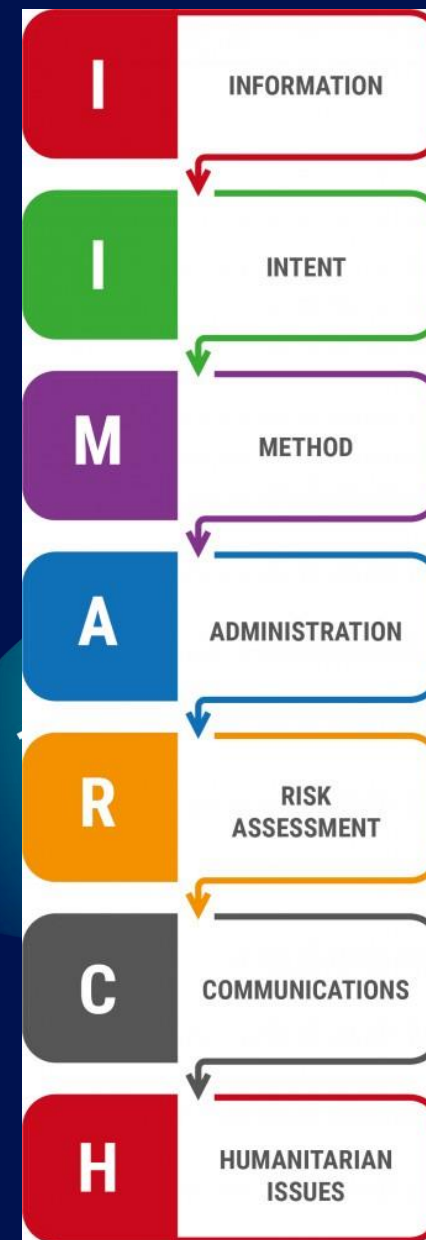 I
INFORMATION
I
INTENT
M
METHOD
A
ADMINISTRATION
R
RISK
ASSESSMENT
C
COMMUNICATIONS
H
HUMANITARIAN
ISSUES